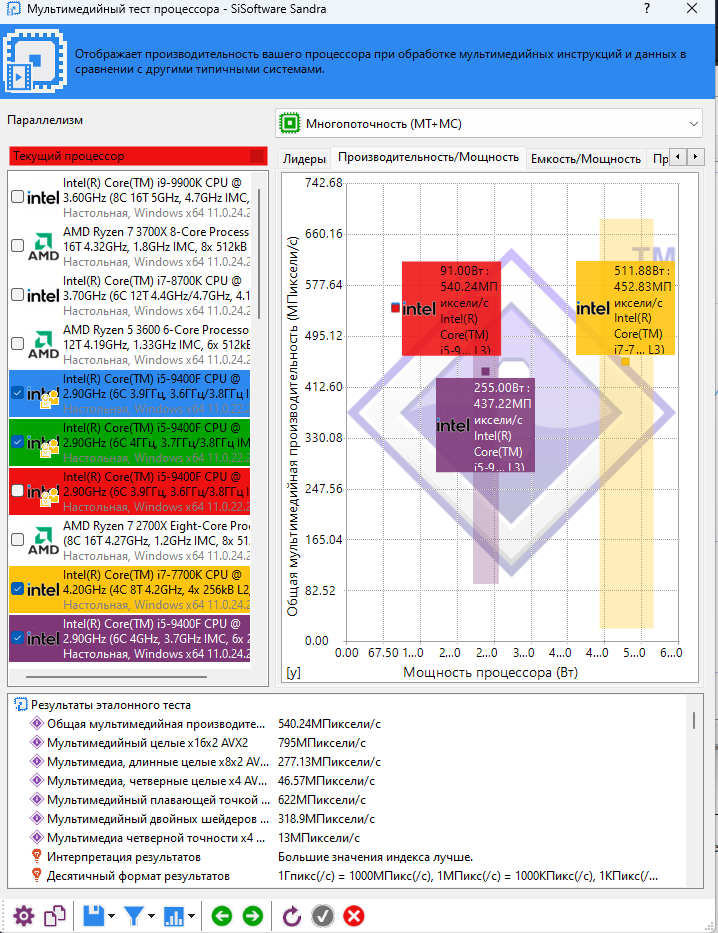 Мультимедийный тест процессора - SiSoftware Sandra
?
Отображает производительность вашего процессора при обработке мультимедийных инструкций и данных в
сравнении с другими типичными системами.
Параллелизм
Многопоточность (MT+MC)
Текущий процессор
Intel(R) Core(TM) i9-9900K CPU @
3.60GHz (8C 16T 5GHz, 4.7GHz IMC,
Настольная, Windows x64 11.0.24.2
AMD Ryzen 7 3700X 8-Core Process
16T 4.32GHz, 1.8GHz IMC, 8x 512kB
Настольная, Windows x64 11.0.24.2
Intel(R) Core(TM) i7-8700K CPU @
3.70GHz (6C 12T 4.4GHz/4.7GHz, 4.1
Настольная, Windows x64 11.0.24.2
AMD Ryzen 5 3600 6-Core Processo
12T 4.19GHz, 1.33GHz IMC, 6x 512kE
Настольная, Windows x64 11.0.24.2
Intel(R) Core(TM) i5-9400F CPU @
2.90GHz (6C 3.9ГГц, 3.6ГГц/3.8ГГц I
Настольная, Windows x64 11.0.22.2
Intel(R) Core(TM) i5-9400F CPU @
2.90GHz (6C 4ГГц, 3.7ГГц/3.8ГГц IM
Настольная, Windows x64 11.0.22.2
Intel(R) Core(TM) i5-9400F CPU @
2.90GHz (6C 3.9ГГц, 3.6ГГц/3.8ГГц I
Настольная, Windows x64 11.0.22.2
AMD Ryzen 7 2700X Eight-Core Pro
(8C 16T 4.27GHz, 1.2GHz IMC, 8x 51
Настольная, Windows x64 11.0.24.2
Intel(R) Core(TM) i7-7700K CPU @
4.20GHz (4C 8T 4.2GHz, 4x 256kB L2,
Настольная, Windows x64 11.0.24.2
Intel(R) Core(TM) i5-9400F CPU @
2.90GHz (6C 4GHz, 3.7GHz IMC, 6x 2
Настольная, Windows x64 11.0.24.2
intel
AMD
intel
AMD
intel
intel
intel
AMD
intel
intel
Лидеры Производительность/Мощность Емкость/Мощность Пр
Общая мультимедийная производительность (МПиксели/с)
742.68
660.16
577.64
495.12
412.60
330.08
247.56
165.04
82.52
0.00
TM
intel
91.00Вт :
540.24МП
иксели/с
Intel(R)
Core(TM)
i5-9... L3)
intel
511.88Вт :
452.83МП
иксели/с
Intel(R)
Core(TM)
i7-7... L3)
intel
255.00Вт :
437.22МП
иксели/с
Intel(R)
Core(TM)
i5-9... L3)
0.00 67.50 1...0 2...0 2...0 3...0 3...0 4...0 4...0 5...0 6...0
[y]
Мощность процессора (Вт)
Результаты эталонного теста
Общая мультимедийная производите... 540.24МПиксели/с
Мультимедийный целые x16x2 AVX2 795МПиксели/с
Мультимедиа, длинные целые x8x2 AV... 277.13МПиксели/с
Мультимедиа, четверные целые x4 AV... 46.57МПиксели/с
Мультимедийный плавающей точкой ... 622МПиксели/с
Мультимедийный двойных шейдеров ... 318.9МПиксели/с
Мультимедиа четверной точности x4 ... 13МПиксели/с
Интерпретация результатов Большие значения индекса лучше.
Десятичный формат результатов 1Гпикс(/с) = 1000МПикс(/с), 1МПикс(/с) = 1000КПикс(/с), 1КПикс(/...